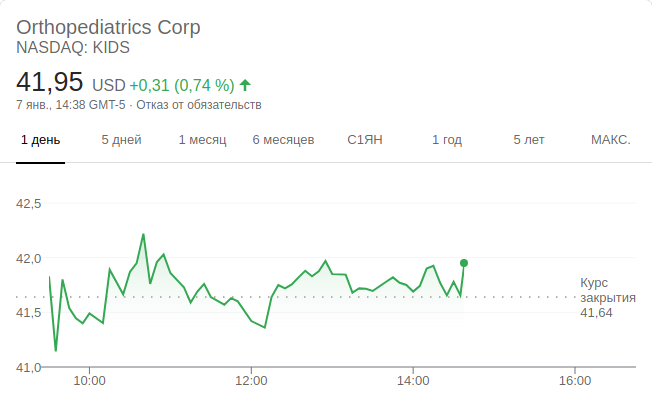 Orthopediatrics Corp
NASDAQ: KIDS
41,95 USD +0,31 (0,74 %)
7 янв., 14:38 GMT-5 · Отказ от обязательств
1 день 5 дней 1 месяц 6 месяцев С1ЯН 1 год 5 лет МАКС.
42,5
42,0
41,5
41,0
Курс
закрытия
41,64
10:00 12:00 14:00 16:00